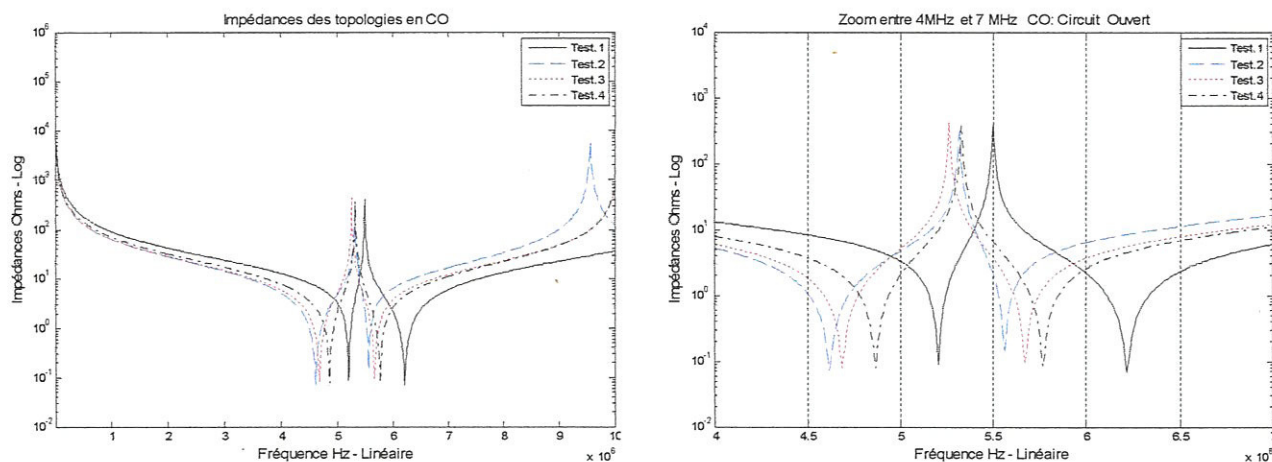 Impédances des topologies en CO
10^6
10^5
10^4
10^3
10^2
10^1
10^0
10^-1
10^-2
Impédances Ohms - Log
Test.1
Test.2
Test.3
Test.4
1 2 3 4 5 6 7 8 9 10
Fréquence Hz - Linéaire
x 10^6
Zoom entre 4MHz et 7 MHz CO: Circuit Ouvert
10^4
10^3
10^2
10^1
10^0
10^-1
10^-2
Impédances Ohms - Log
Test.1
Test.2
Test.3
Test.4
4 4.5 5 5.5 6 6.5
Fréquence Hz - Linéaire